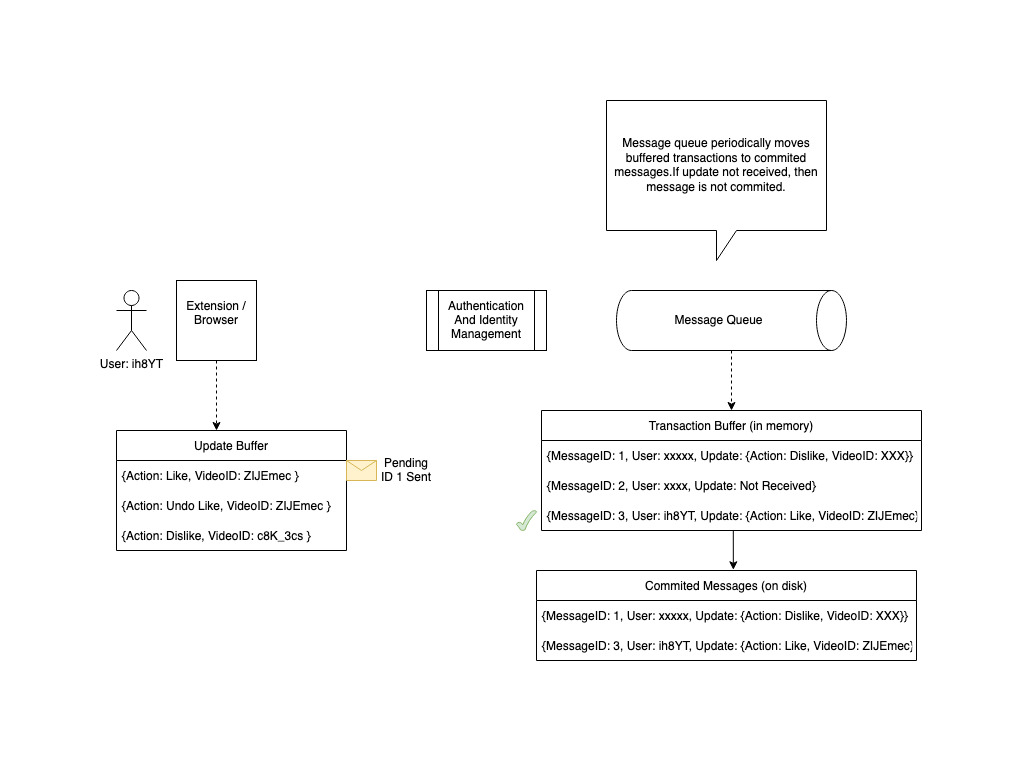 Message queue periodically moves
buffered transactions to commited
messages.If update not received, then
message is not commited.
Extension /
Browser
User: ih8YT
Authentication
And Identity
Management
Message Queue
Update Buffer
{Action: Like, VideoID: ZIJEmec }
{Action: Undo Like, VideoID: ZIJEmec }
{Action: Dislike, VideoID: c8K_3cs }
Pending
ID 1 Sent
Transaction Buffer (in memory)
{MessageID: 1, User: xxxxx, Update: {Action: Dislike, VideoID: XXX}}
{MessageID: 2, User: xxxx, Update: Not Received}
{MessageID: 3, User: ih8YT, Update: {Action: Like, VideoID: ZIJEmec}
Commited Messages (on disk)
{MessageID: 1, User: xxxxx, Update: {Action: Dislike, VideoID: XXX}}
{MessageID: 3, User: ih8YT, Update: {Action: Like, VideoID: ZIJEmec}